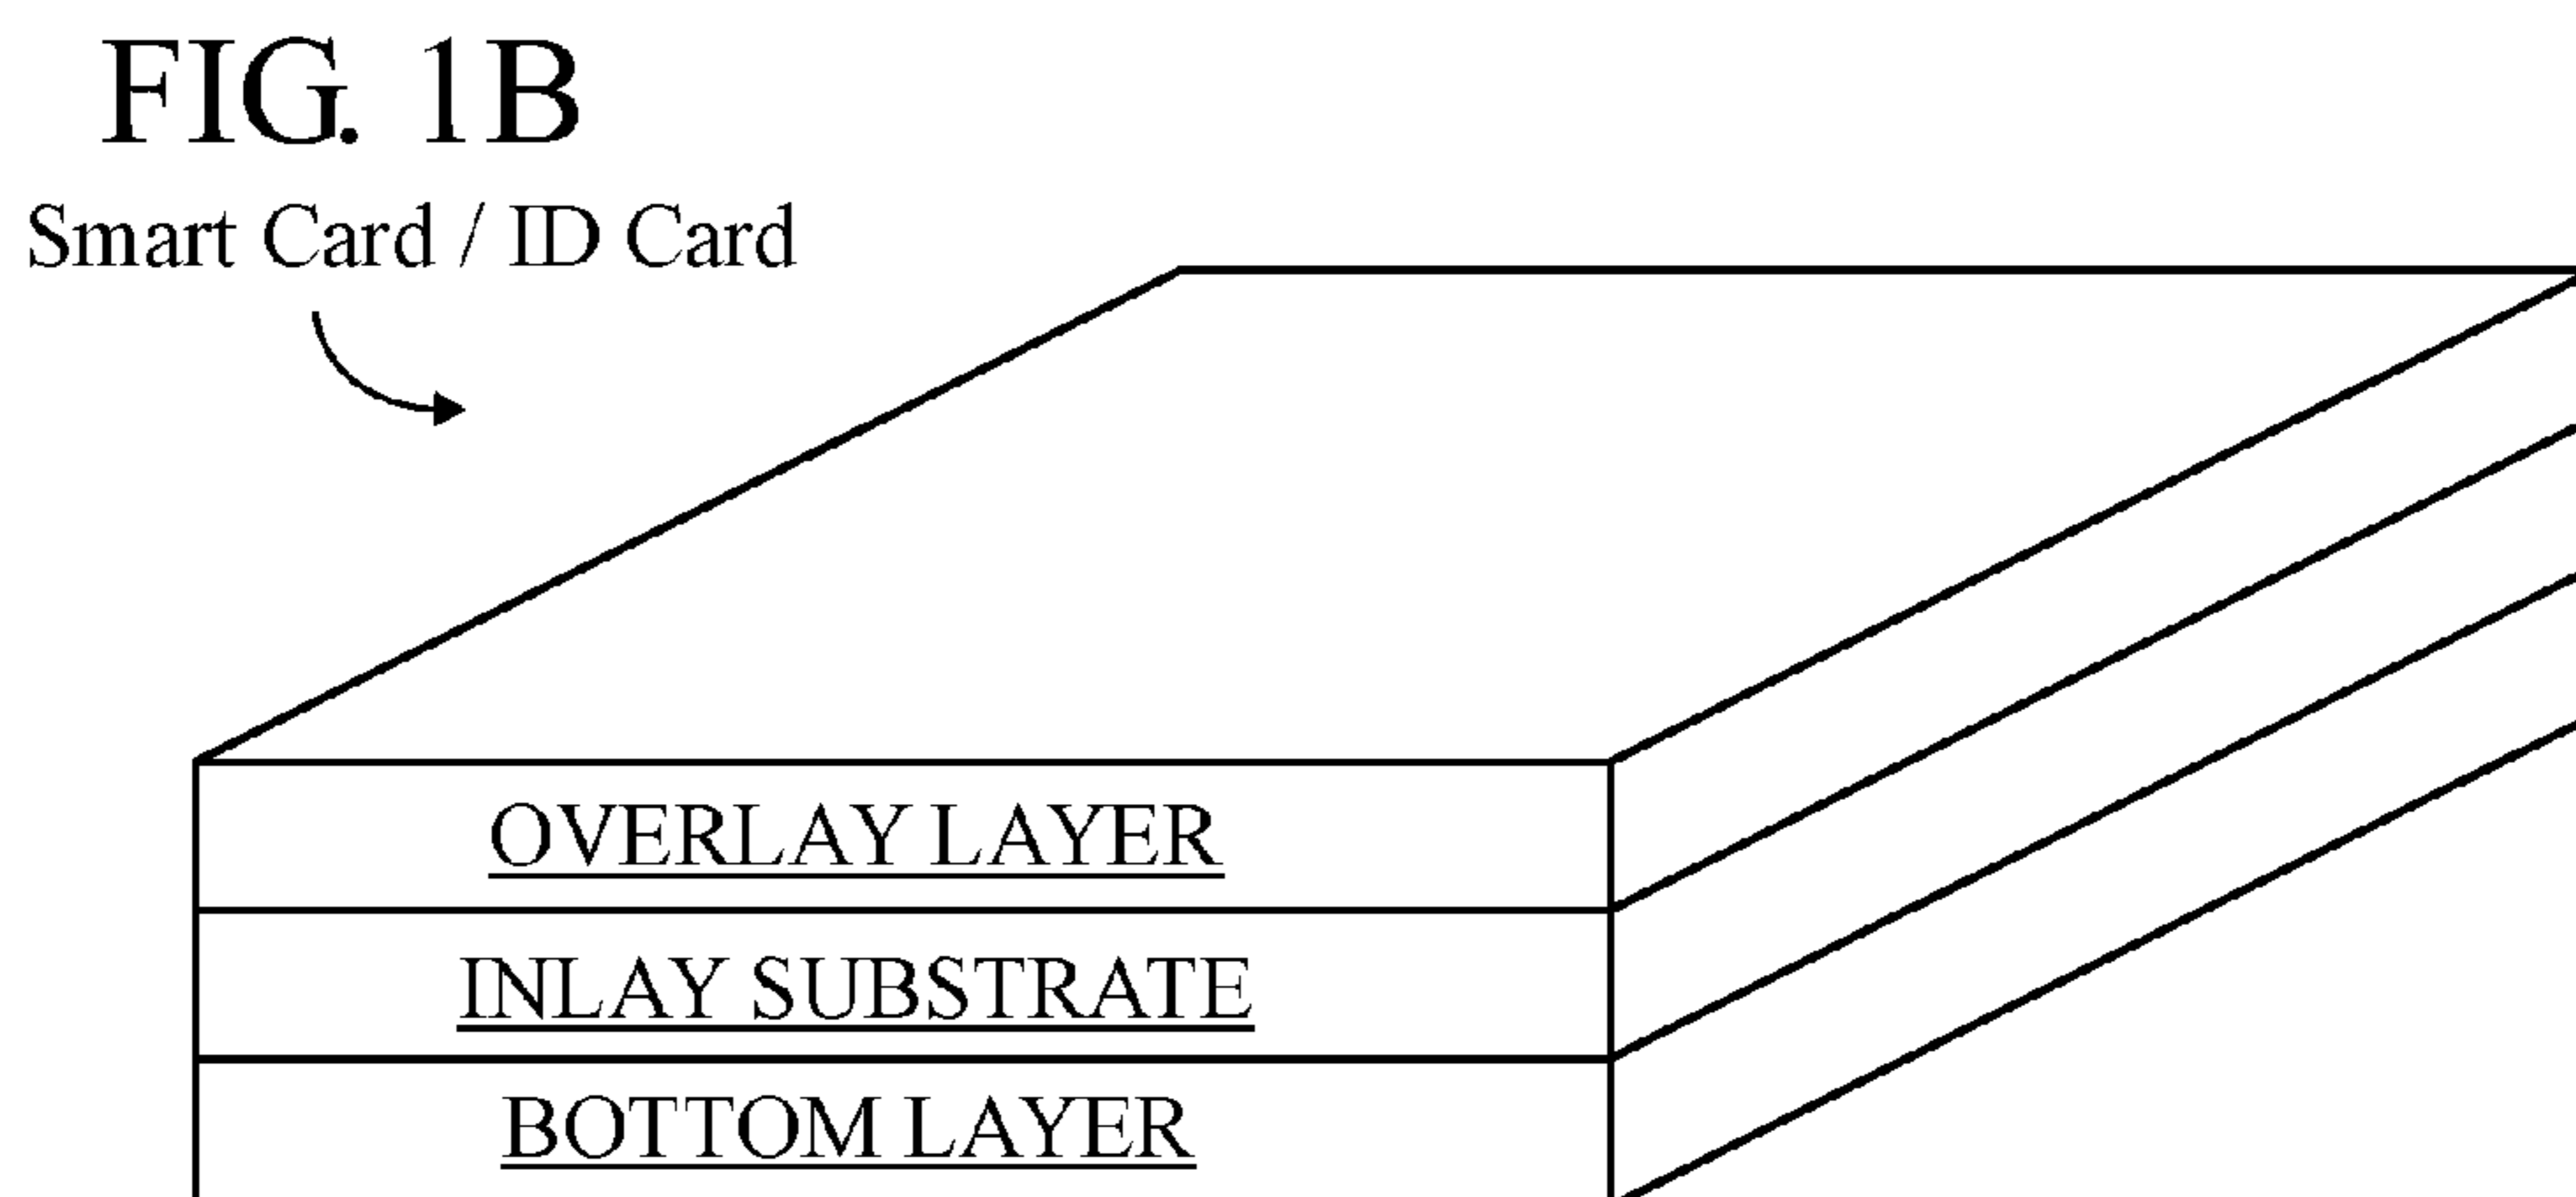 FIG. 1B
Smart Card / ID Card
OVERLAY LAYER
INLAY SUBSTRATE
BOTTOM LAYER